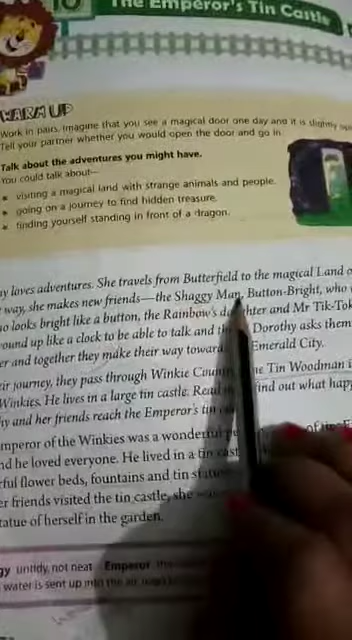 10 The Emperor's Tin Castle
WARM UP
Work in pairs. Imagine that you see a magical door one day and it is slightly
Tell your partner whether you would open the door and go in.
Talk about the adventures you might have.
You could talk about—
visiting a magical land with strange animals and people.
going on a journey to find hidden treasure.
finding yourself standing in front of a dragon.
loves adventures. She travels from Butterfield to the magical Land
way, she makes new friends—the Shaggy Man, Button-Bright, who
looks bright like a button, the Rainbow's and Mr Tik-Tok
up like a clock to be able to talk and Dorothy asks them
and together they make their way Emerald City.
journey, they pass through Winkie Tin Woodman
Winkies. He lives in a large tin castle. find out what
and her friends reach the Emperor's tin
of the Winkies was a wonderful
he loved everyone. He lived in a tin
flower beds, fountains and tin
friends visited the tin castle, she
statue of herself in the garden.
untidy, not neat Emperor
water is sent up into the air